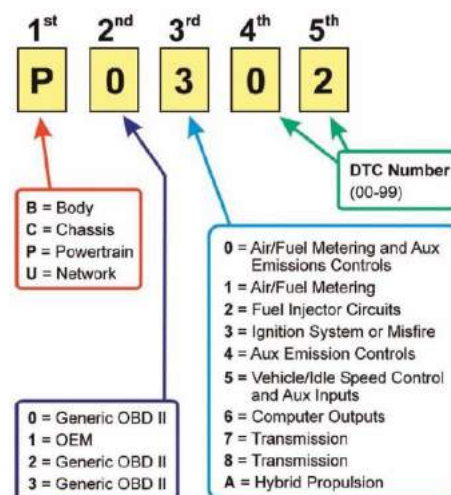 1st 2nd 3rd 4th 5th
P 0 3 0 2
DTC Number
(00-99)
B = Body
C = Chassis
P = Powertrain
U = Network
0 = Air/Fuel Metering and Aux
Emissions Controls
1 = Air/Fuel Metering
2 = Fuel Injector Circuits
3 = Ignition System or Misfire
4 = Aux Emission Controls
5 = Vehicle/Idle Speed Control
and Aux Inputs
6 = Computer Outputs
7 = Transmission
8 = Transmission
A = Hybrid Propulsion
0 = Generic OBD II
1 = OEM
2 = Generic OBD II
3 = Generic OBD II